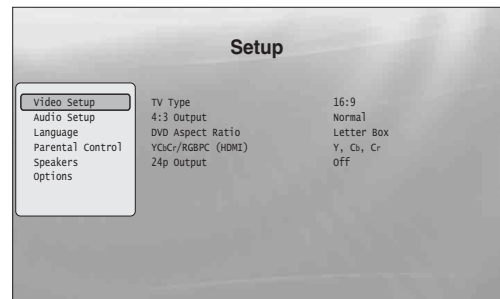 Setup
Video Setup TV Type 16:9
Audio Setup 4:3 Output Normal
Language DVD Aspect Ratio Letter Box
Parental Control YCbCr/RGBPC (HDMI) Y, Cb, Cr
Speakers 24p Output Off
Options